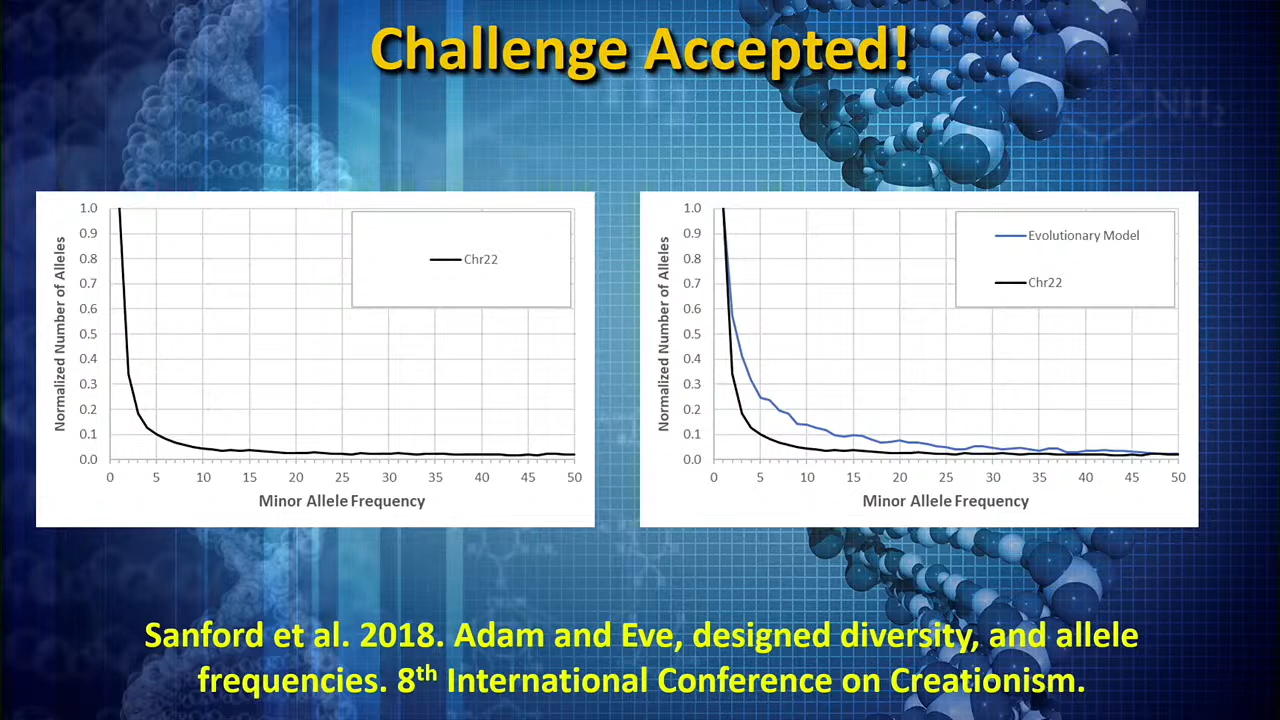 Challenge Accepted!
NH2
1.0
0.9
0.8
0.7
0.6
0.5
0.4
0.3
0.2
0.1
0.0
Normalized Number of Alleles
Chr22
0 5 10 15 20 25 30 35 40 45 50
Minor Allele Frequency
1.0
0.9
0.8
0.7
0.6
0.5
0.4
0.3
0.2
0.1
0.0
Normalized Number of Alleles
Evolutionary Model
Chr22
0 5 10 15 20 25 30 35 40 45 50
Minor Allele Frequency
Sanford et al. 2018. Adam and Eve, designed diversity, and allele
frequencies. 8th International Conference on Creationism.